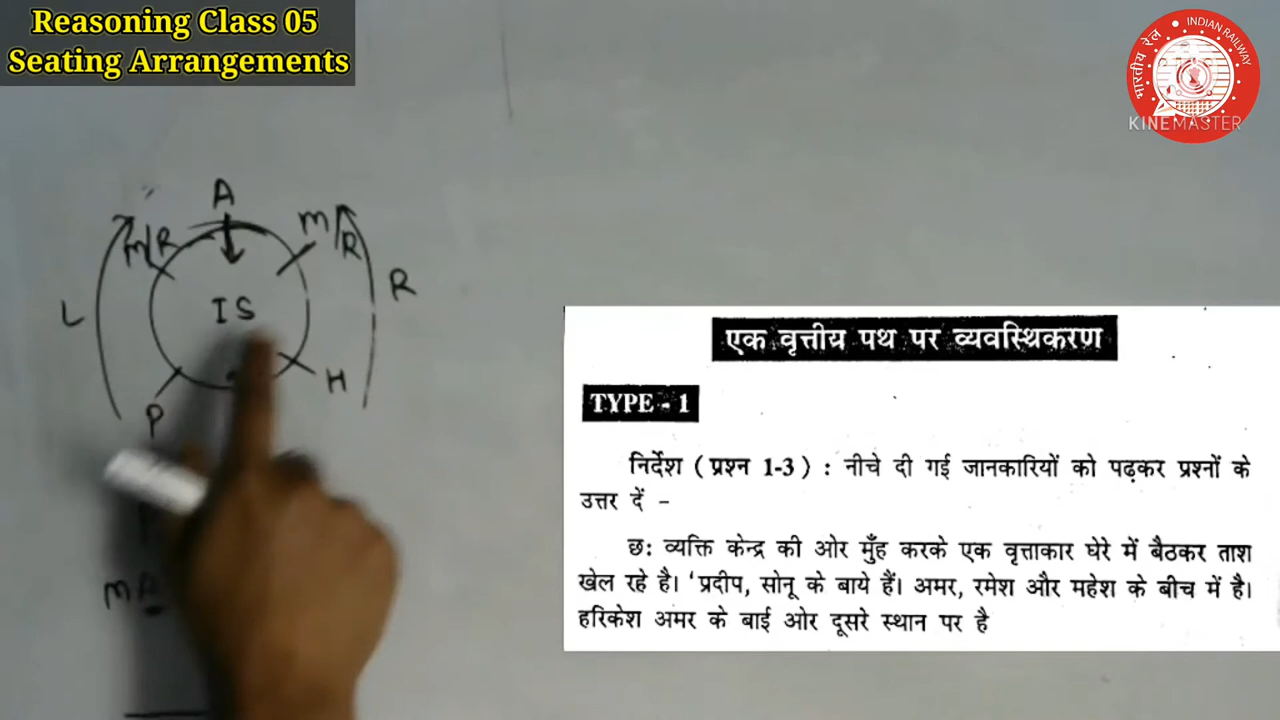 Reasoning Class 05
Seating Arrangements
भारतीय रेल
INDIAN RAILWAY
KINEMASTER
A
m/R
m/R
L
R
IS
P
H
mA
एक वृत्तीय पथ पर व्यवस्थिकरण
TYPE - 1
निर्देश ( प्रश्न 1-3 ) : नीचे दी गई जानकारियों को पढ़कर प्रश्नों के
उत्तर दें -
छः व्यक्ति केन्द्र की ओर मुँह करके एक वृत्ताकार घेरे में बैठकर ताश
खेल रहे है। 'प्रदीप, सोनू के बाये हैं। अमर, रमेश और महेश के बीच में है।
हरिकेश अमर के बाई ओर दूसरे स्थान पर है